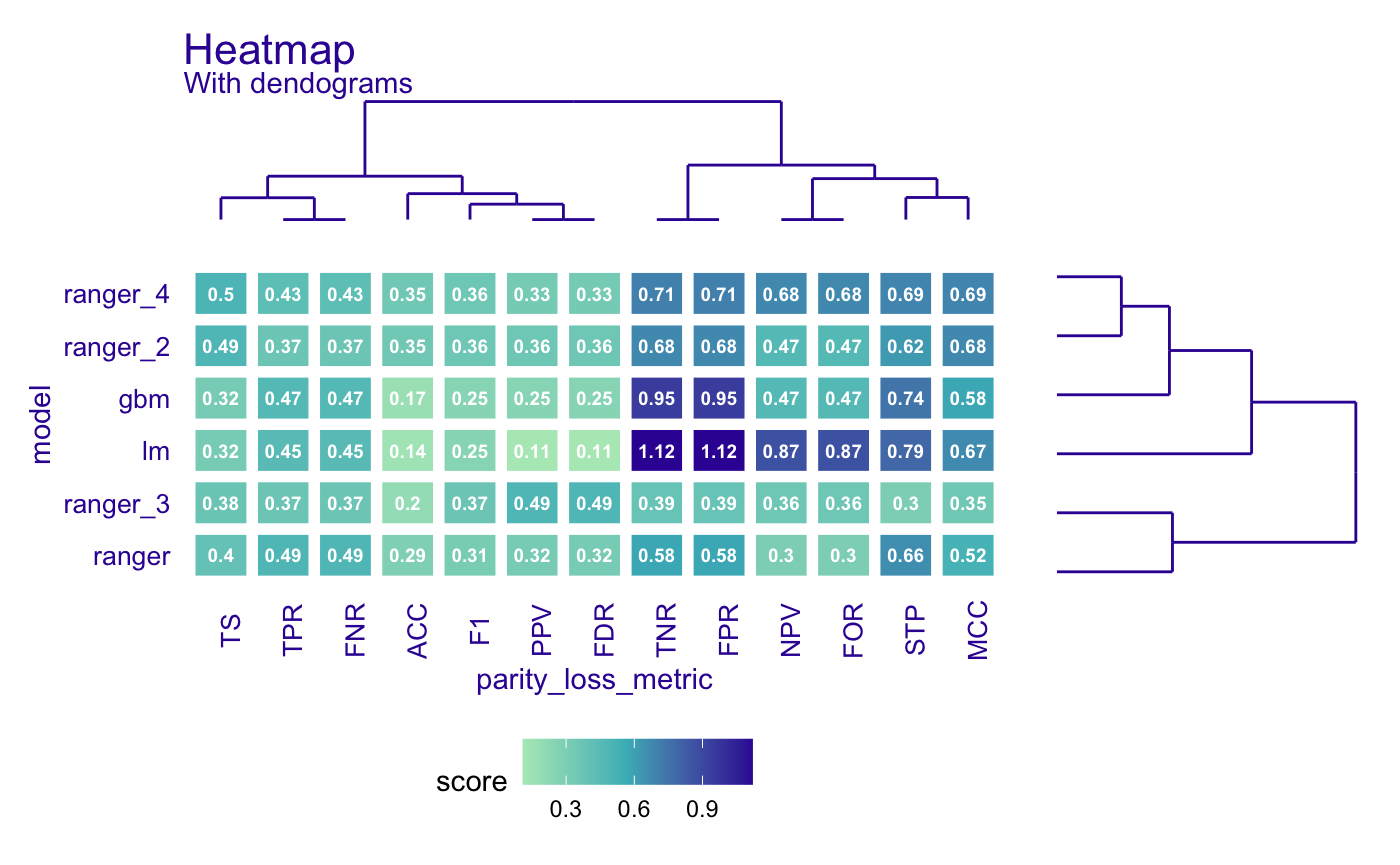 Heatmap
With dendograms
ranger_4 0.5 0.43 0.43 0.35 0.36 0.33 0.33 0.71 0.71 0.68 0.68 0.69 0.69
ranger_2 0.49 0.37 0.37 0.35 0.36 0.36 0.36 0.68 0.68 0.47 0.47 0.62 0.68
gbm 0.32 0.47 0.47 0.17 0.25 0.25 0.25 0.95 0.95 0.47 0.47 0.74 0.58
lm 0.32 0.45 0.45 0.14 0.25 0.11 0.11 1.12 1.12 0.87 0.87 0.79 0.67
ranger_3 0.38 0.37 0.37 0.2 0.37 0.49 0.49 0.39 0.39 0.36 0.36 0.3 0.35
ranger 0.4 0.49 0.49 0.29 0.31 0.32 0.32 0.58 0.58 0.3 0.3 0.66 0.52
model
TS TPR FNR ACC F1 PPV FDR TNR FPR NPV FOR STP MCC
parity_loss_metric
score
0.3 0.6 0.9